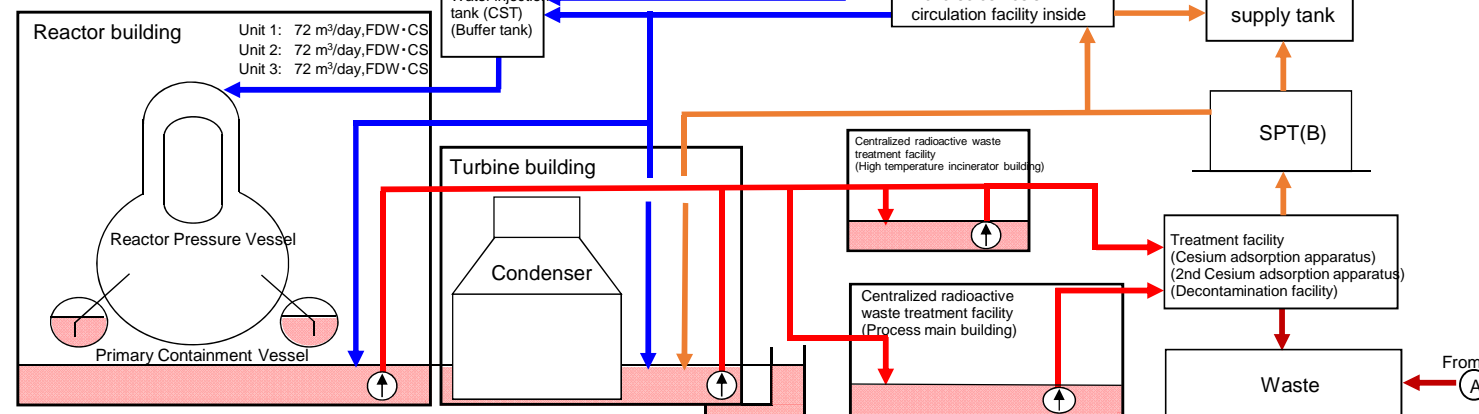 tank (CST)
(Buffer tank)
circulation facility inside
supply tank
Reactor building
Unit 1: 72 m³/day,FDW・CS
Unit 2: 72 m³/day,FDW・CS
Unit 3: 72 m³/day,FDW・CS
SPT(B)
Centralized radioactive waste
treatment facility
(High temperature incinerator building)
Turbine building
Reactor Pressure Vessel
Condenser
Treatment facility
(Cesium adsorption apparatus)
(2nd Cesium adsorption apparatus)
(Decontamination facility)
Centralized radioactive
waste treatment facility
(Process main building)
Primary Containment Vessel
Waste
From
A